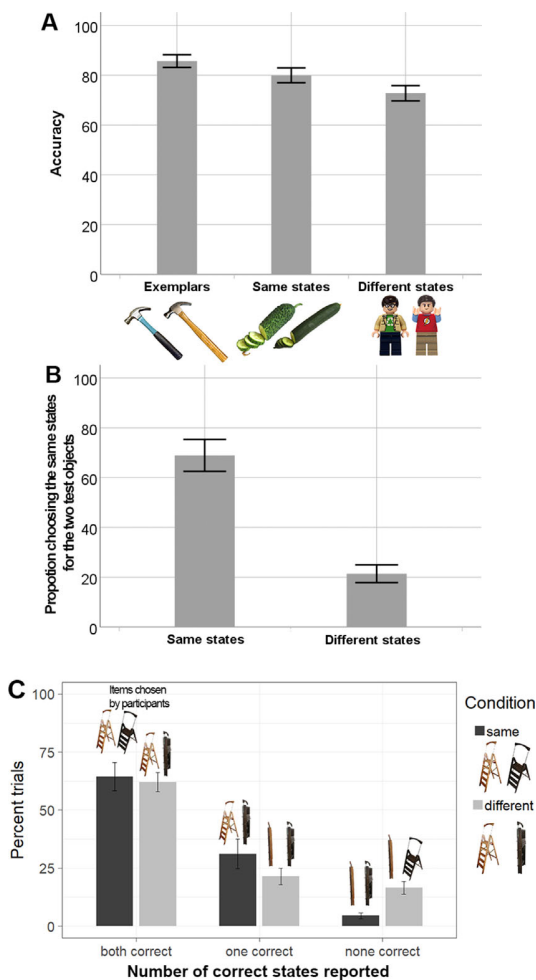 A
100
80
60
40
20
0
Accuracy
Exemplars Same states Different states
B
100
80
60
40
20
0
Propotion choosing the same states
for the two test objects
Same states Different states
C
100
75
50
25
0
Percent trials
Items chosen
by participants
Condition
same
different
both correct one correct none correct
Number of correct states reported